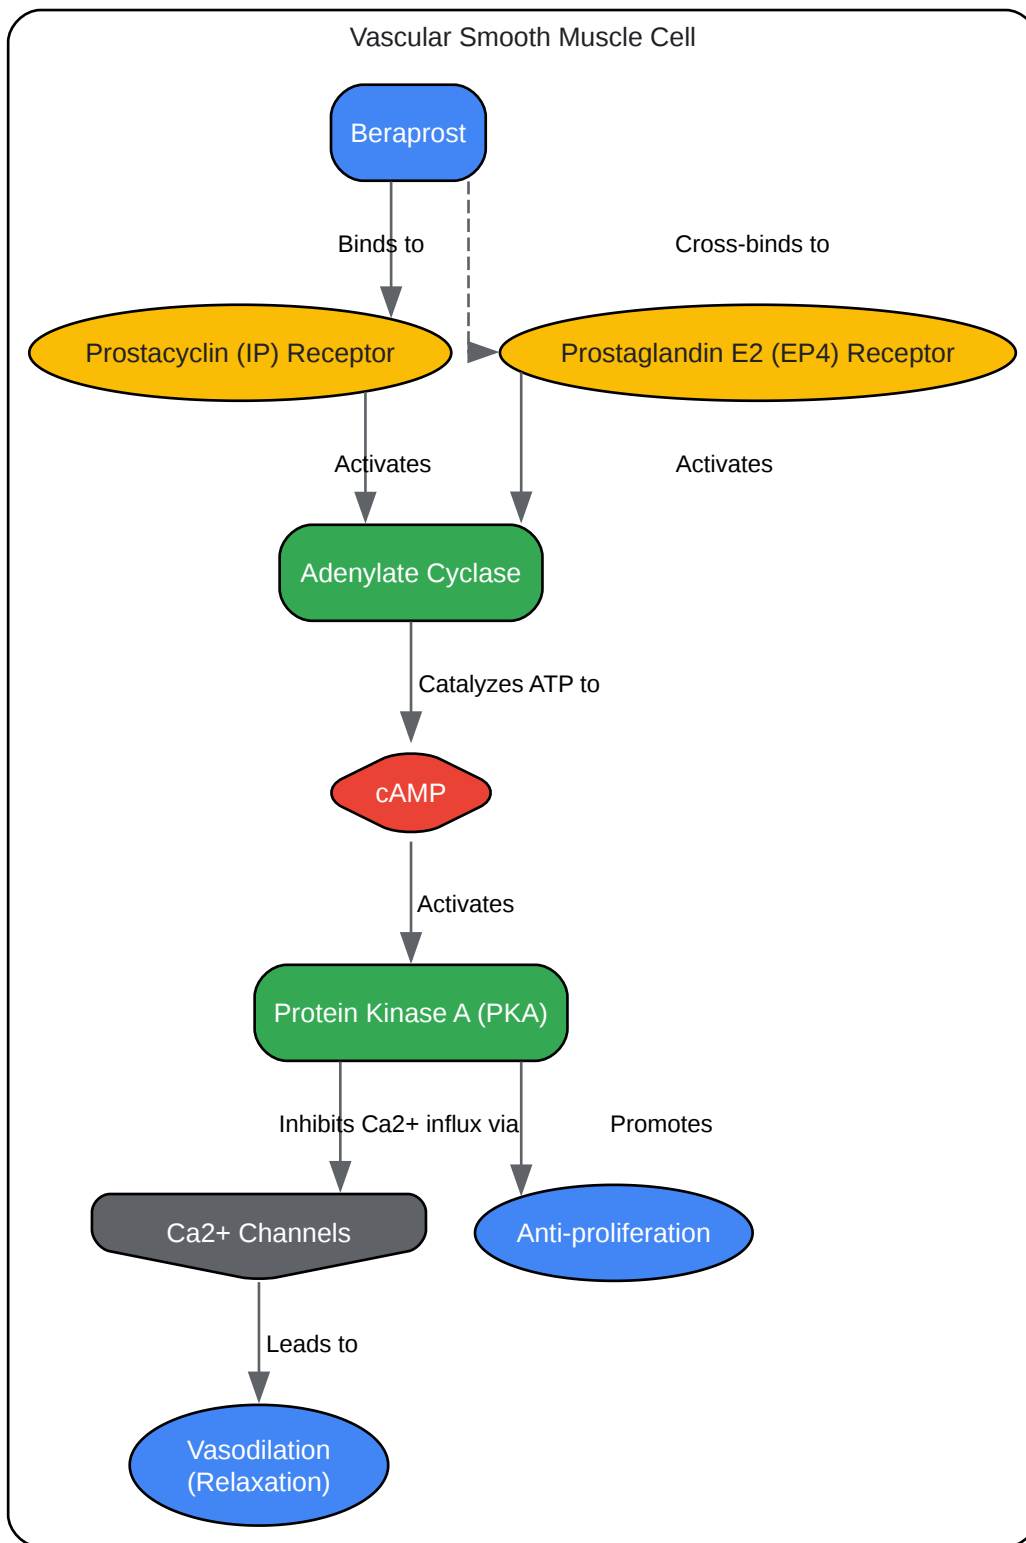 Vascular Smooth Muscle Cell
Beraprost
Binds to
Cross-binds to
Prostacyclin (IP) Receptor
Prostaglandin E2 (EP4) Receptor
Activates
Activates
Adenylate Cyclase
Catalyzes ATP to
cAMP
Activates
Protein Kinase A (PKA)
Inhibits Ca2+ influx via
Promotes
Ca2+ Channels
Anti-proliferation
Leads to
Vasodilation
(Relaxation)